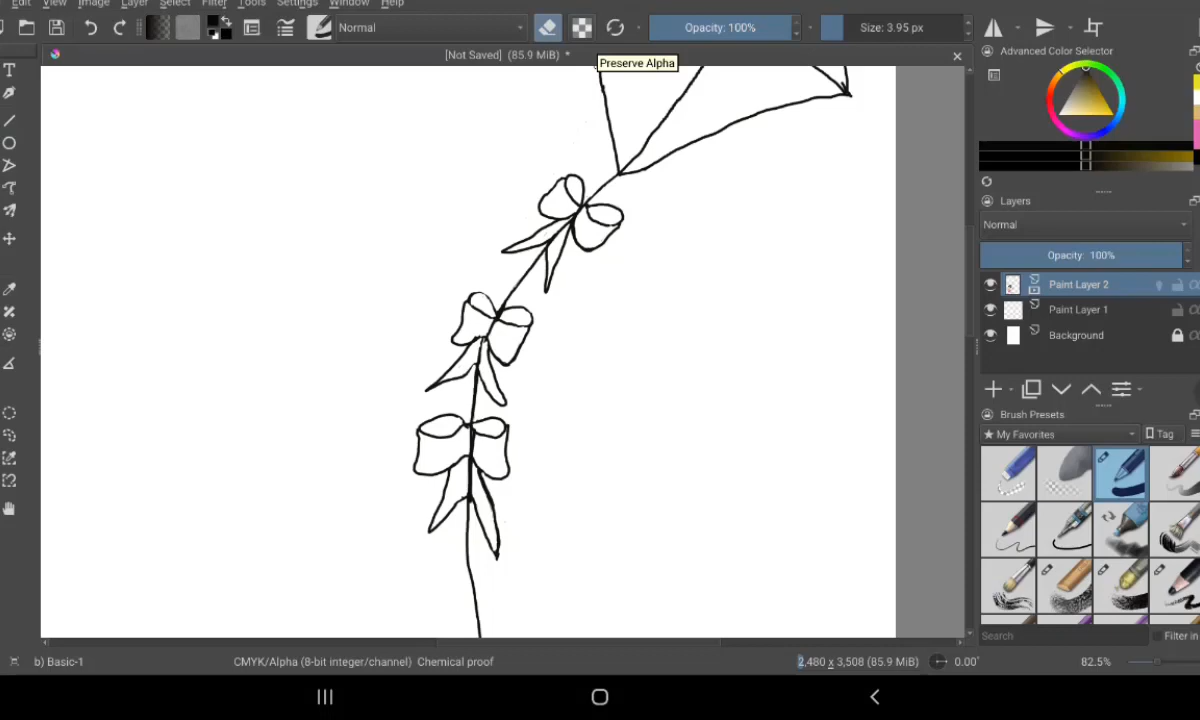 Edit View Image Layer Select Filter Tools Settings Window Help
Normal
Opacity: 100%
Size: 3.95 px
[Not Saved] (85.9 MiB) *
Preserve Alpha
Advanced Color Selector
Layers
Normal
Opacity: 100%
Paint Layer 2
Paint Layer 1
Background
Brush Presets
★ My Favorites
Tag
Search
Filter in
b) Basic-1
CMYK/Alpha (8-bit integer/channel) Chemical proof
2,480 x 3,508 (85.9 MiB)
0.00°
82.5%